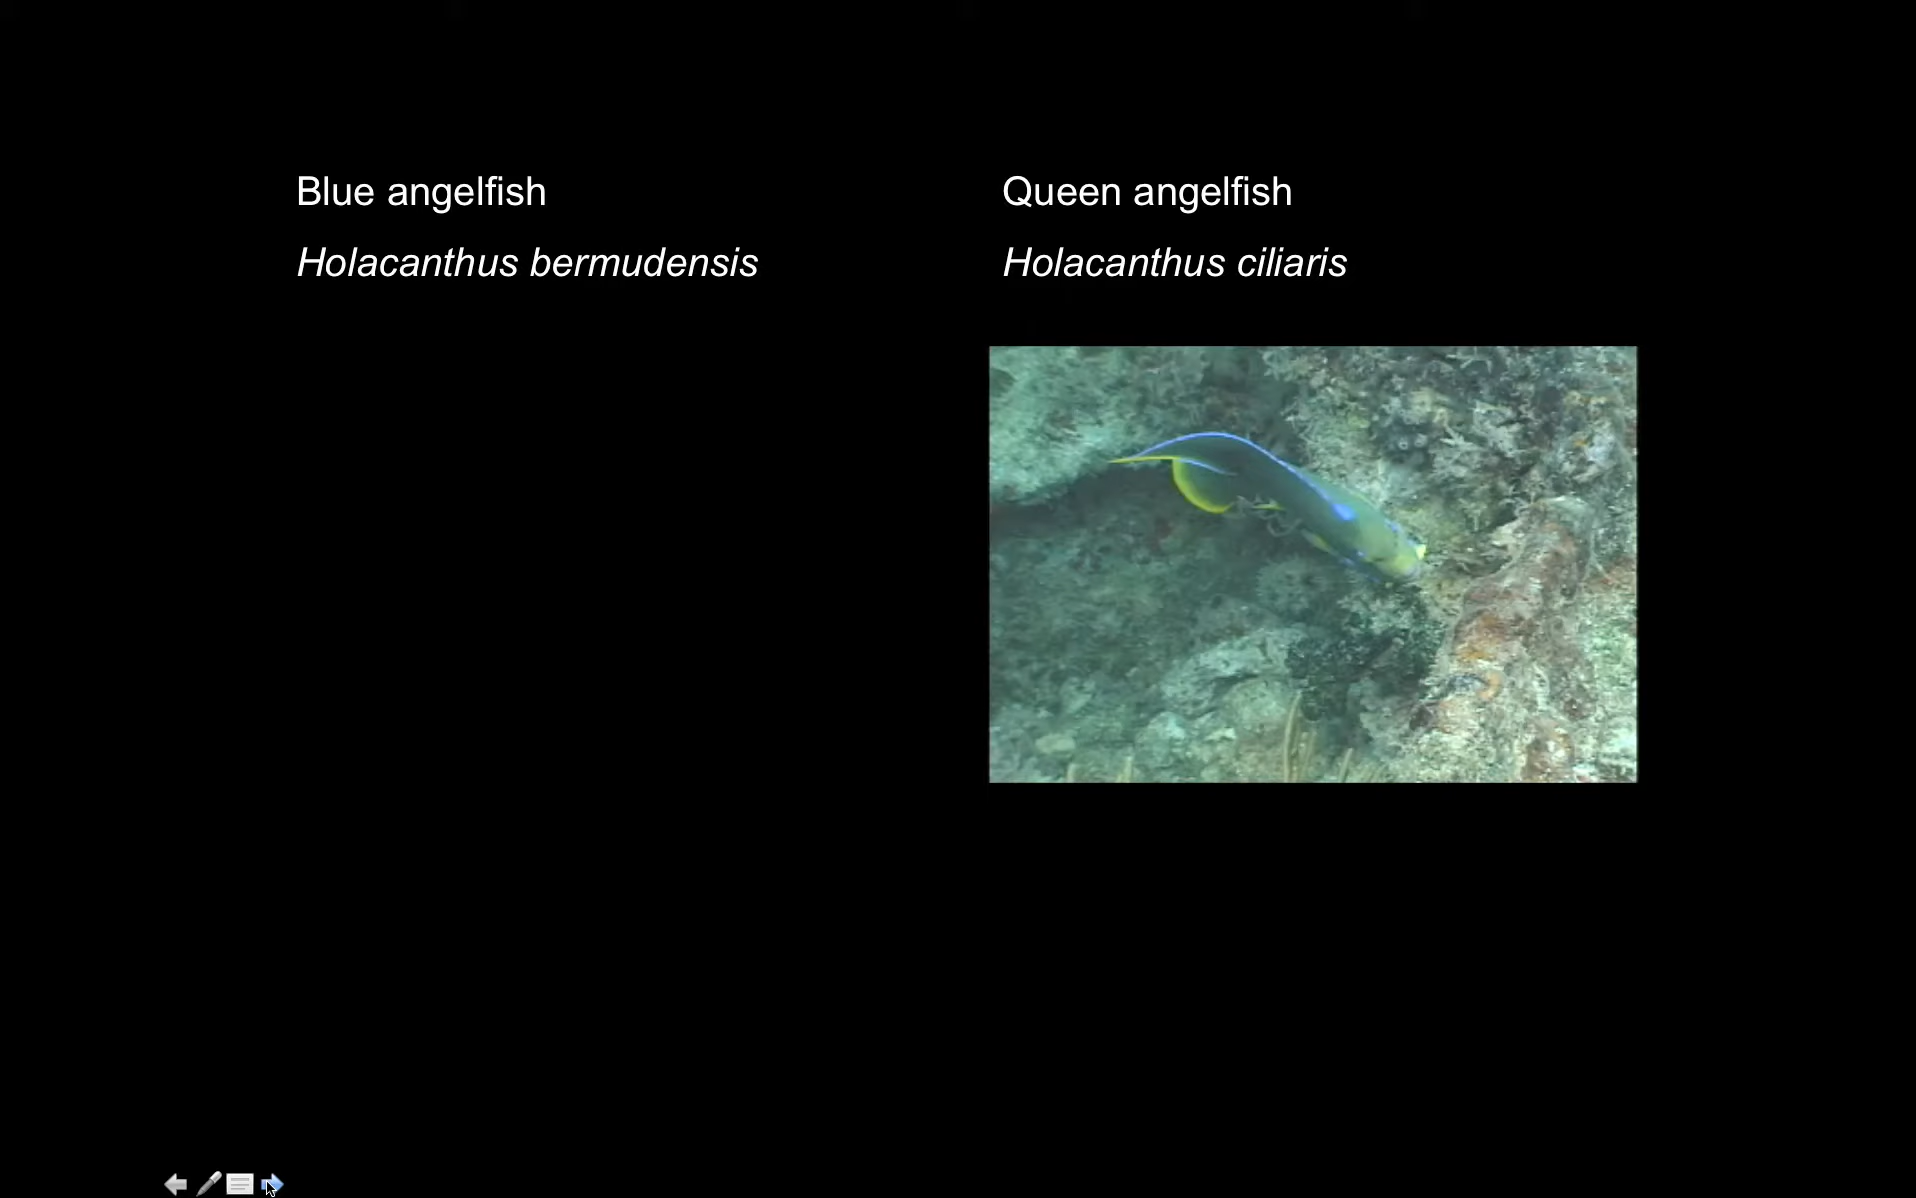 Blue angelfish
Holacanthus bermudensis
Queen angelfish
Holacanthus ciliaris